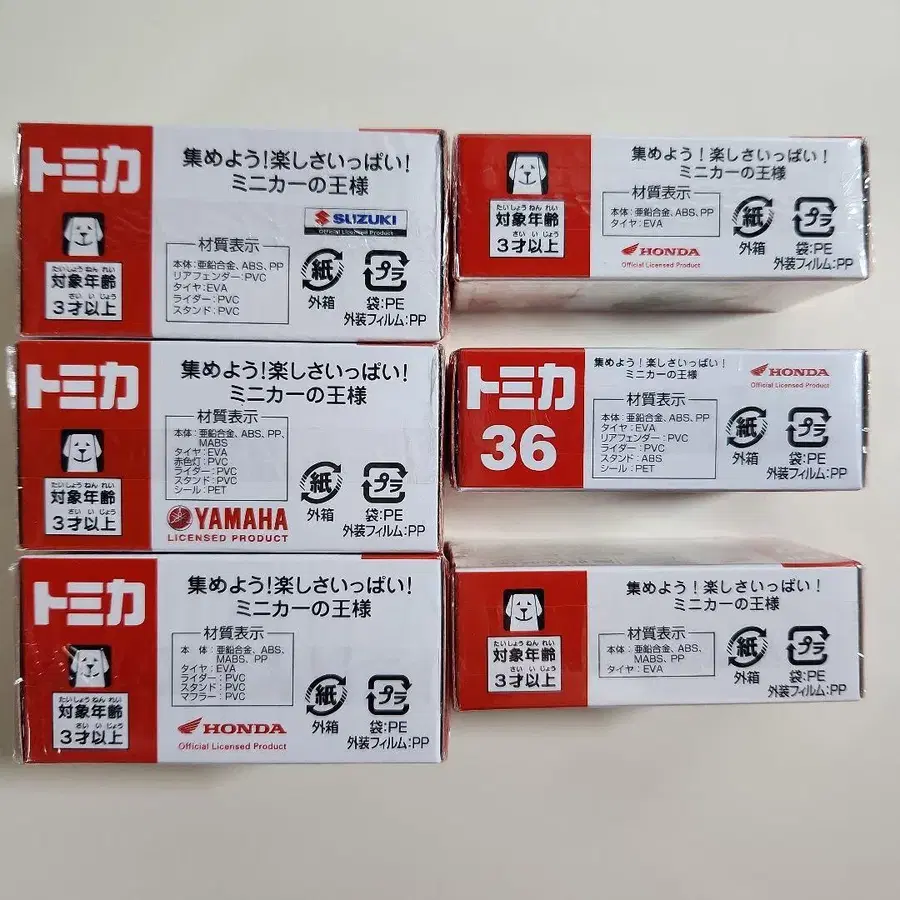 トミカ
集めよう!楽しさいっぱい!
ミニカーの王様
SUZUKI
Official Licensed Product
材質表示
本体:亜鉛合金、ABS、PP
リアフェンダー:PVC
タイヤ:EVA
ライダー:PVC
スタンド:PVC
たいしょうねんれい
対象年齢
さいいじょう
3才以上
紙
外箱
プラ
袋:PE
外装フィルム:PP
トミカ
集めよう!楽しさいっぱい!
ミニカーの王様
材質表示
本体:亜鉛合金、ABS、PP、
MABS
タイヤ:EVA
赤色灯:PVC
ライダー:PVC
スタンド:PVC
シール:PET
YAMAHA
LICENSED PRODUCT
たいしょうねんれい
対象年齢
さいいじょう
3才以上
紙
外箱
プラ
袋:PE
外装フィルム:PP
トミカ
集めよう!楽しさいっぱい!
ミニカーの王様
材質表示
本体:亜鉛合金、ABS、
MABS、PP
タイヤ:EVA
ライダー:PVC
スタンド:PVC
マフラー:PVC
HONDA
Official Licensed Product
たいしょうねんれい
対象年齢
さいいじょう
3才以上
紙
外箱
プラ
袋:PE
外装フィルム:PP
集めよう!楽しさいっぱい!
ミニカーの王様
材質表示
本体:亜鉛合金、ABS、PP
タイヤ:EVA
HONDA
Official Licensed Product
たいしょうねんれい
対象年齢
さいいじょう
3才以上
紙
外箱
プラ
袋:PE
外装フィルム:PP
トミカ
36
集めよう!楽しさいっぱい!
ミニカーの王様
HONDA
Official Licensed Product
材質表示
本体:亜鉛合金、ABS、PP
タイヤ:EVA
リアフェンダー:PVC
ライダー:PVC
スタンド:ABS
シール:PET
紙
外箱
プラ
袋:PE
外装フィルム:PP
集めよう!楽しさいっぱい!
ミニカーの王様
材質表示
本体:亜鉛合金、ABS、
MABS、PP
タイヤ:EVA
たいしょうねんれい
対象年齢
さいいじょう
3才以上
紙
外箱
プラ
袋:PE
外装フィルム:PP